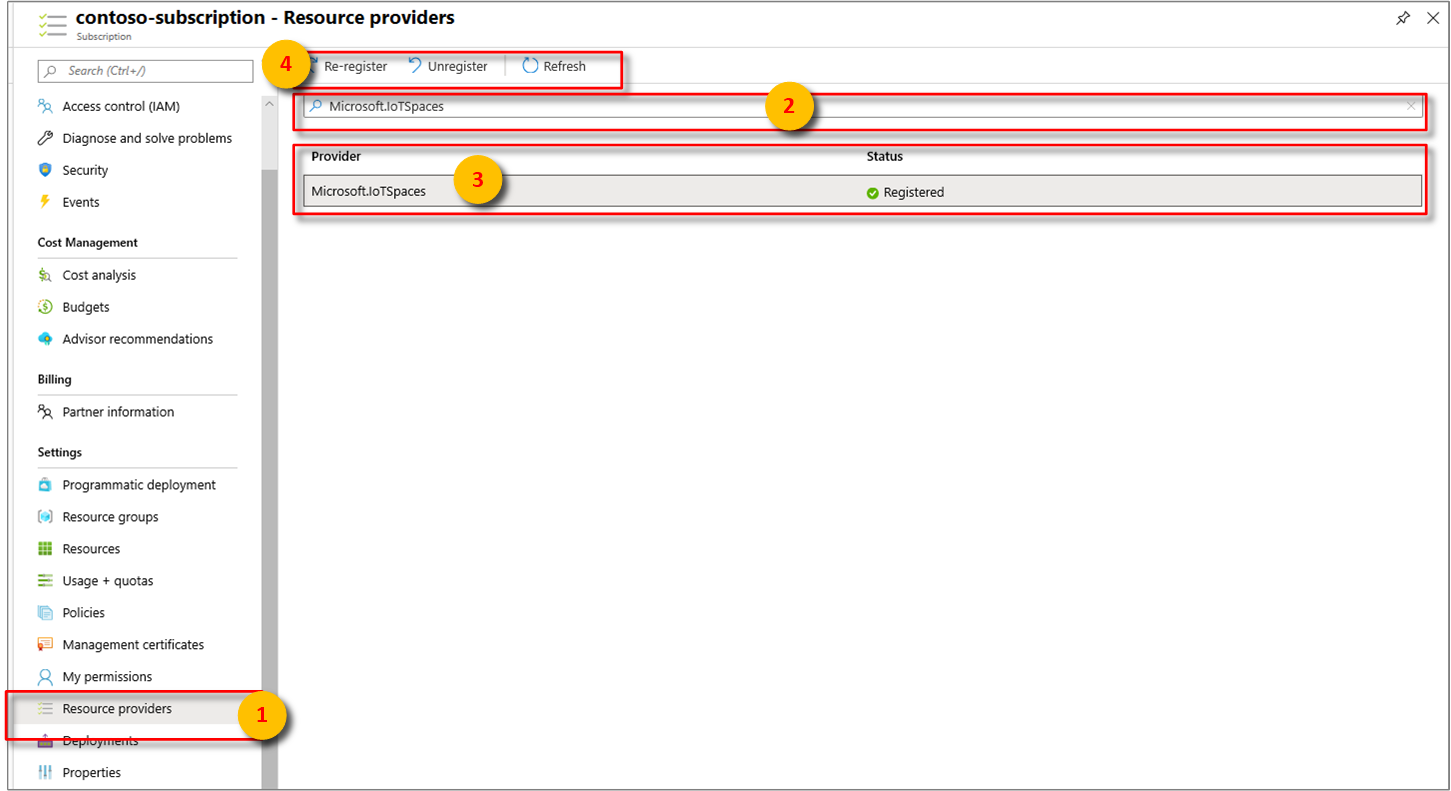 contoso-subscription - Resource providers
Subscription
Search (Ctrl+/)
Access control (IAM)
Diagnose and solve problems
Security
Events
Cost Management
Cost analysis
Budgets
Advisor recommendations
Billing
Partner information
Settings
Programmatic deployment
Resource groups
Resources
Usage + quotas
Policies
Management certificates
My permissions
Resource providers
1
Deployments
Properties
4
Re-register Unregister Refresh
Microsoft.IoTSpaces
2
Provider Status
3
Microsoft.IoTSpaces Registered